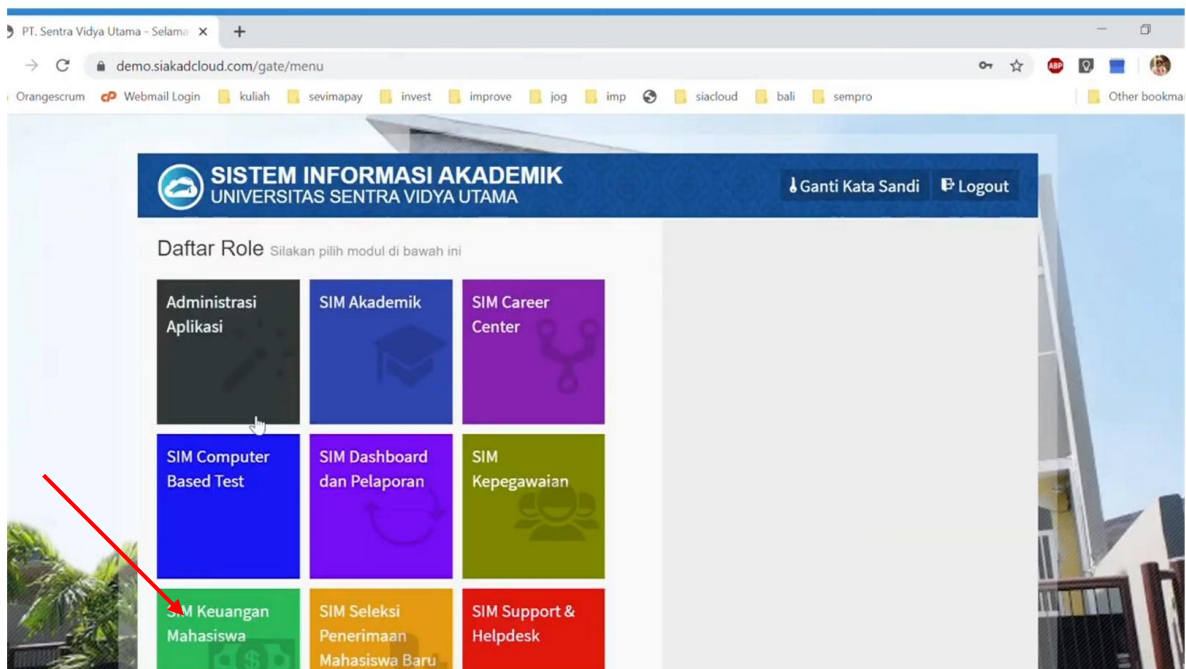 PT. Sentra Vidya Utama - Selama
demo.siakadcloud.com/gate/menu
ABP
Orangescrum
cP Webmail Login
kuliah
sevimapay
invest
improve
jog
imp
siacloud
bali
sempro
Other bookma
SISTEM INFORMASI AKADEMIK
UNIVERSITAS SENTRA VIDYA UTAMA
Ganti Kata Sandi
Logout
Daftar Role Silakan pilih modul di bawah ini
Administrasi
Aplikasi
SIM Akademik
SIM Career
Center
SIM Computer
Based Test
SIM Dashboard
dan Pelaporan
SIM
Kepegawaian
SIM Keuangan
Mahasiswa
SIM Seleksi
Penerimaan
Mahasiswa Baru
SIM Support &
Helpdesk